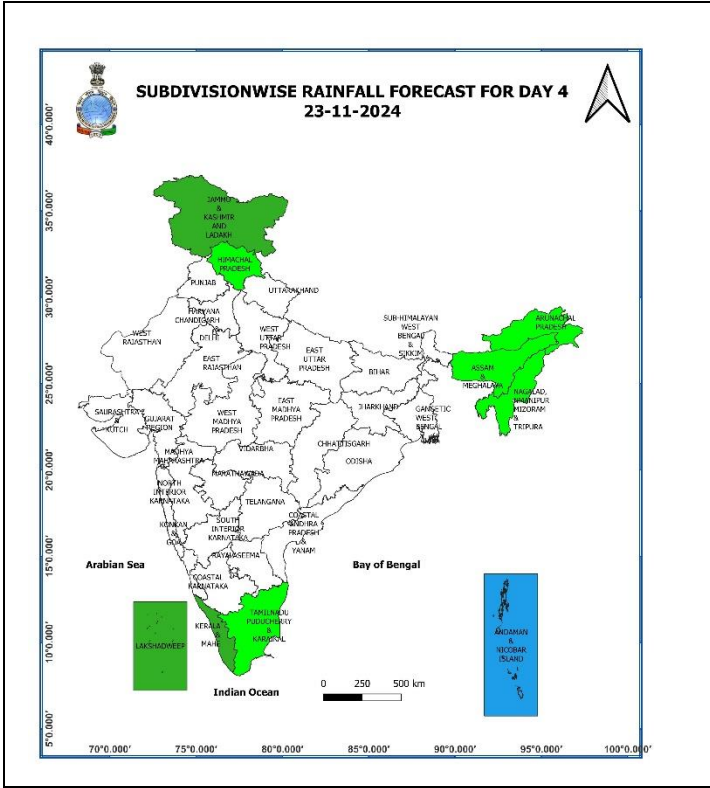 SUBDIVISIONWISE RAINFALL FORECAST FOR DAY 4
23-11-2024
40°0.000'
35°0.000'
30°0.000'
25°0.000'
20°0.000'
15°0.000'
10°0.000'
5°0.000'
JAMMU
&
KASHMIR
AND
LADAKH
HIMACHAL
PRADESH
PUNJAB
UTTARAKHAND
HARYANA
CHANDIGARH
&
DELHI
WEST
RAJASTHAN
WEST
UTTAR
PRADESH
EAST
RAJASTHAN
EAST
UTTAR
PRADESH
SUB-HIMALAYAN
WEST
BENGAL
&
SIKKIM
ARUNACHAL
PRADESH
ASSAM
&
MEGHALAYA
NAGALAD,
MANIPUR
MIZORAM
&
TRIPURA
BIHAR
JHARKHAND
GANGETIC
WEST
BENGAL
SAURASHTRA
&
KUTCH
GUJARAT
REGION
WEST
MADHYA
PRADESH
EAST
MADHYA
PRADESH
CHHATTISGARH
ODISHA
MADHYA
MAHARASHTRA
VIDARBHA
MARATHAWADA
NORTH
INTERIOR
KARNATAKA
TELANGANA
KONKAN
&
GOA
SOUTH
INTERIOR
KARNATAKA
COASTAL
ANDHRA
PRADESH
&
YANAM
RAYALASEEMA
COASTAL
KARNATAKA
Arabian Sea
Bay of Bengal
LAKSHADWEEP
KERALA
&
MAHE
TAMILNADU
PUDUCHERRY
&
KARAIKAL
ANDAMAN
&
NICOBAR
ISLAND
Indian Ocean
0 250 500 km
70°0.000' 75°0.000' 80°0.000' 85°0.000' 90°0.000' 95°0.000' 100°0.000'